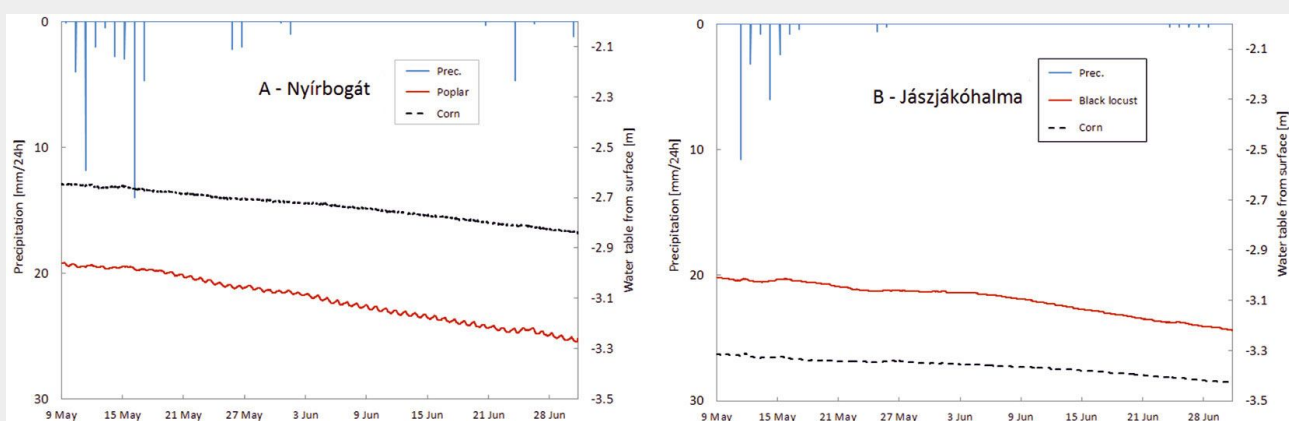 A - Nyírbogát
Prec.
Poplar
Corn
Precipitation [mm/24h]
0
10
20
30
Water table from surface [m]
-2.1
-2.3
-2.5
-2.7
-2.9
-3.1
-3.3
-3.5
9 May
15 May
21 May
27 May
3 Jun
9 Jun
15 Jun
21 Jun
28 Jun
B - Jászjákóhalma
Prec.
Black locust
Corn
Precipitation [mm/24h]
0
10
20
30
Water table from surface [m]
-2.1
-2.3
-2.5
-2.7
-2.9
-3.1
-3.3
-3.5
9 May
15 May
21 May
27 May
3 Jun
9 Jun
15 Jun
21 Jun
28 Jun